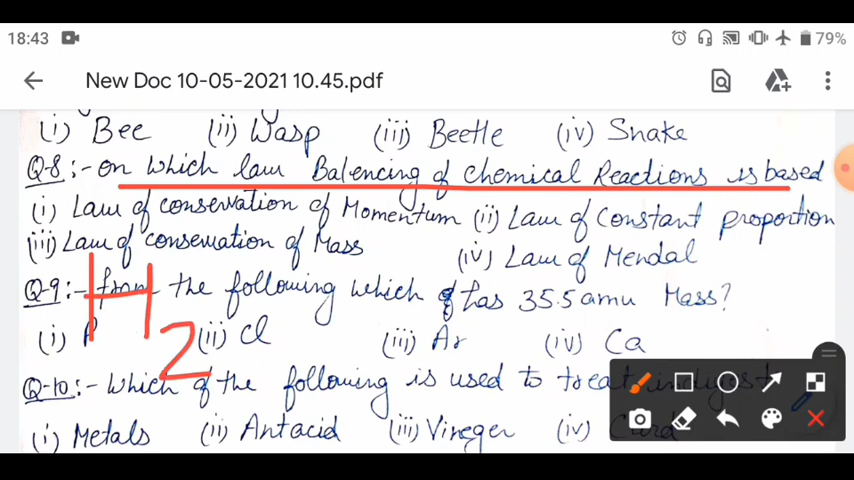 18:43 79%
New Doc 10-05-2021 10.45.pdf
(i) Bee (ii) Wasp (iii) Beetle (iv) Snake
Q-8:- on which law Balencing of chemical Reactions is based
(i) Law of conservation of Momentum (ii) Law of Constant proportion
(iii) Law of conservation of Mass (iv) Law of Mendal
Q-9:- from the following which has 35.5 amu Mass?
(i) (ii) Cl (iii) Ar (iv) Ca
H2
Q-10:- which of the following is used to treat
(i) Metals (ii) Antacid (iii) Vineger (iv) Curd